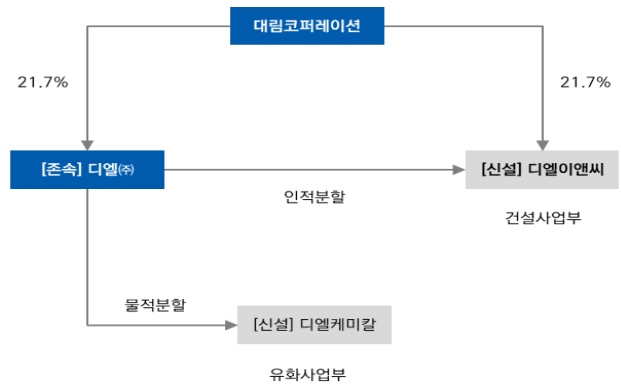 대림코퍼레이션
21.7%
21.7%
[존속] 디엘㈜
[신설] 디엘이앤씨
인적분할
건설사업부
물적분할
[신설] 디엘케미칼
유화사업부